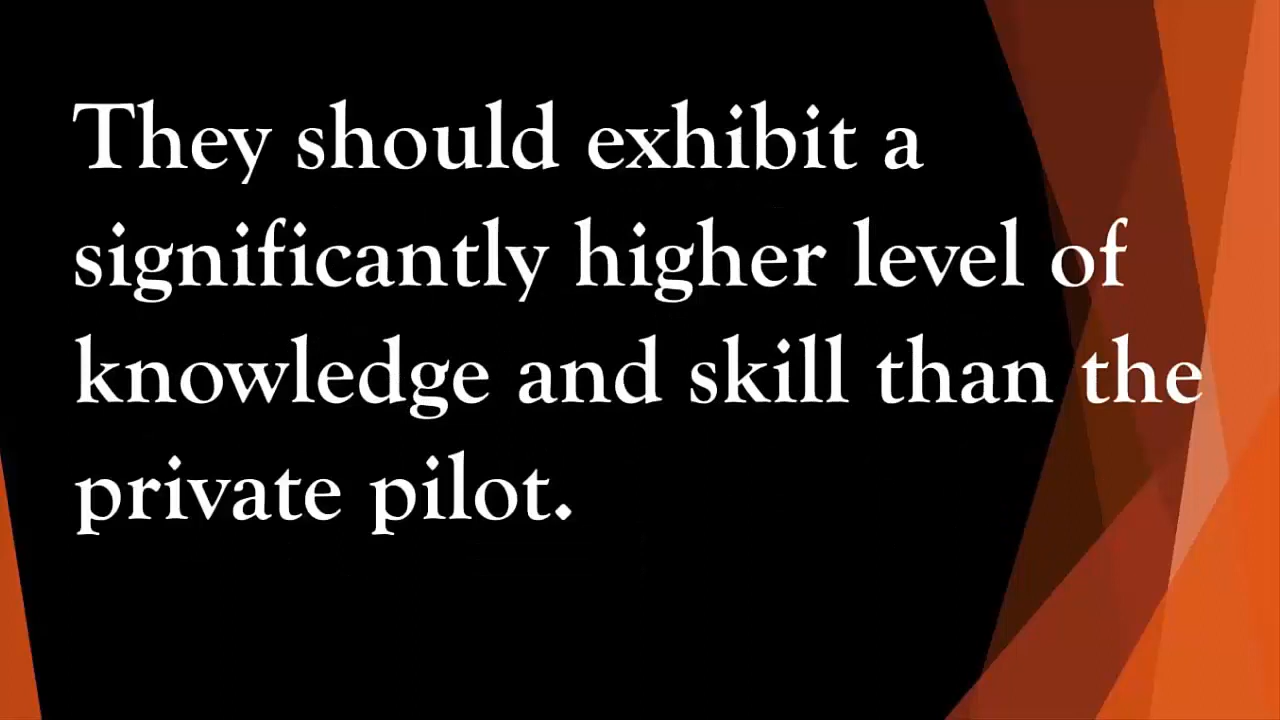 They should exhibit a
significantly higher level of
knowledge and skill than the
private pilot.